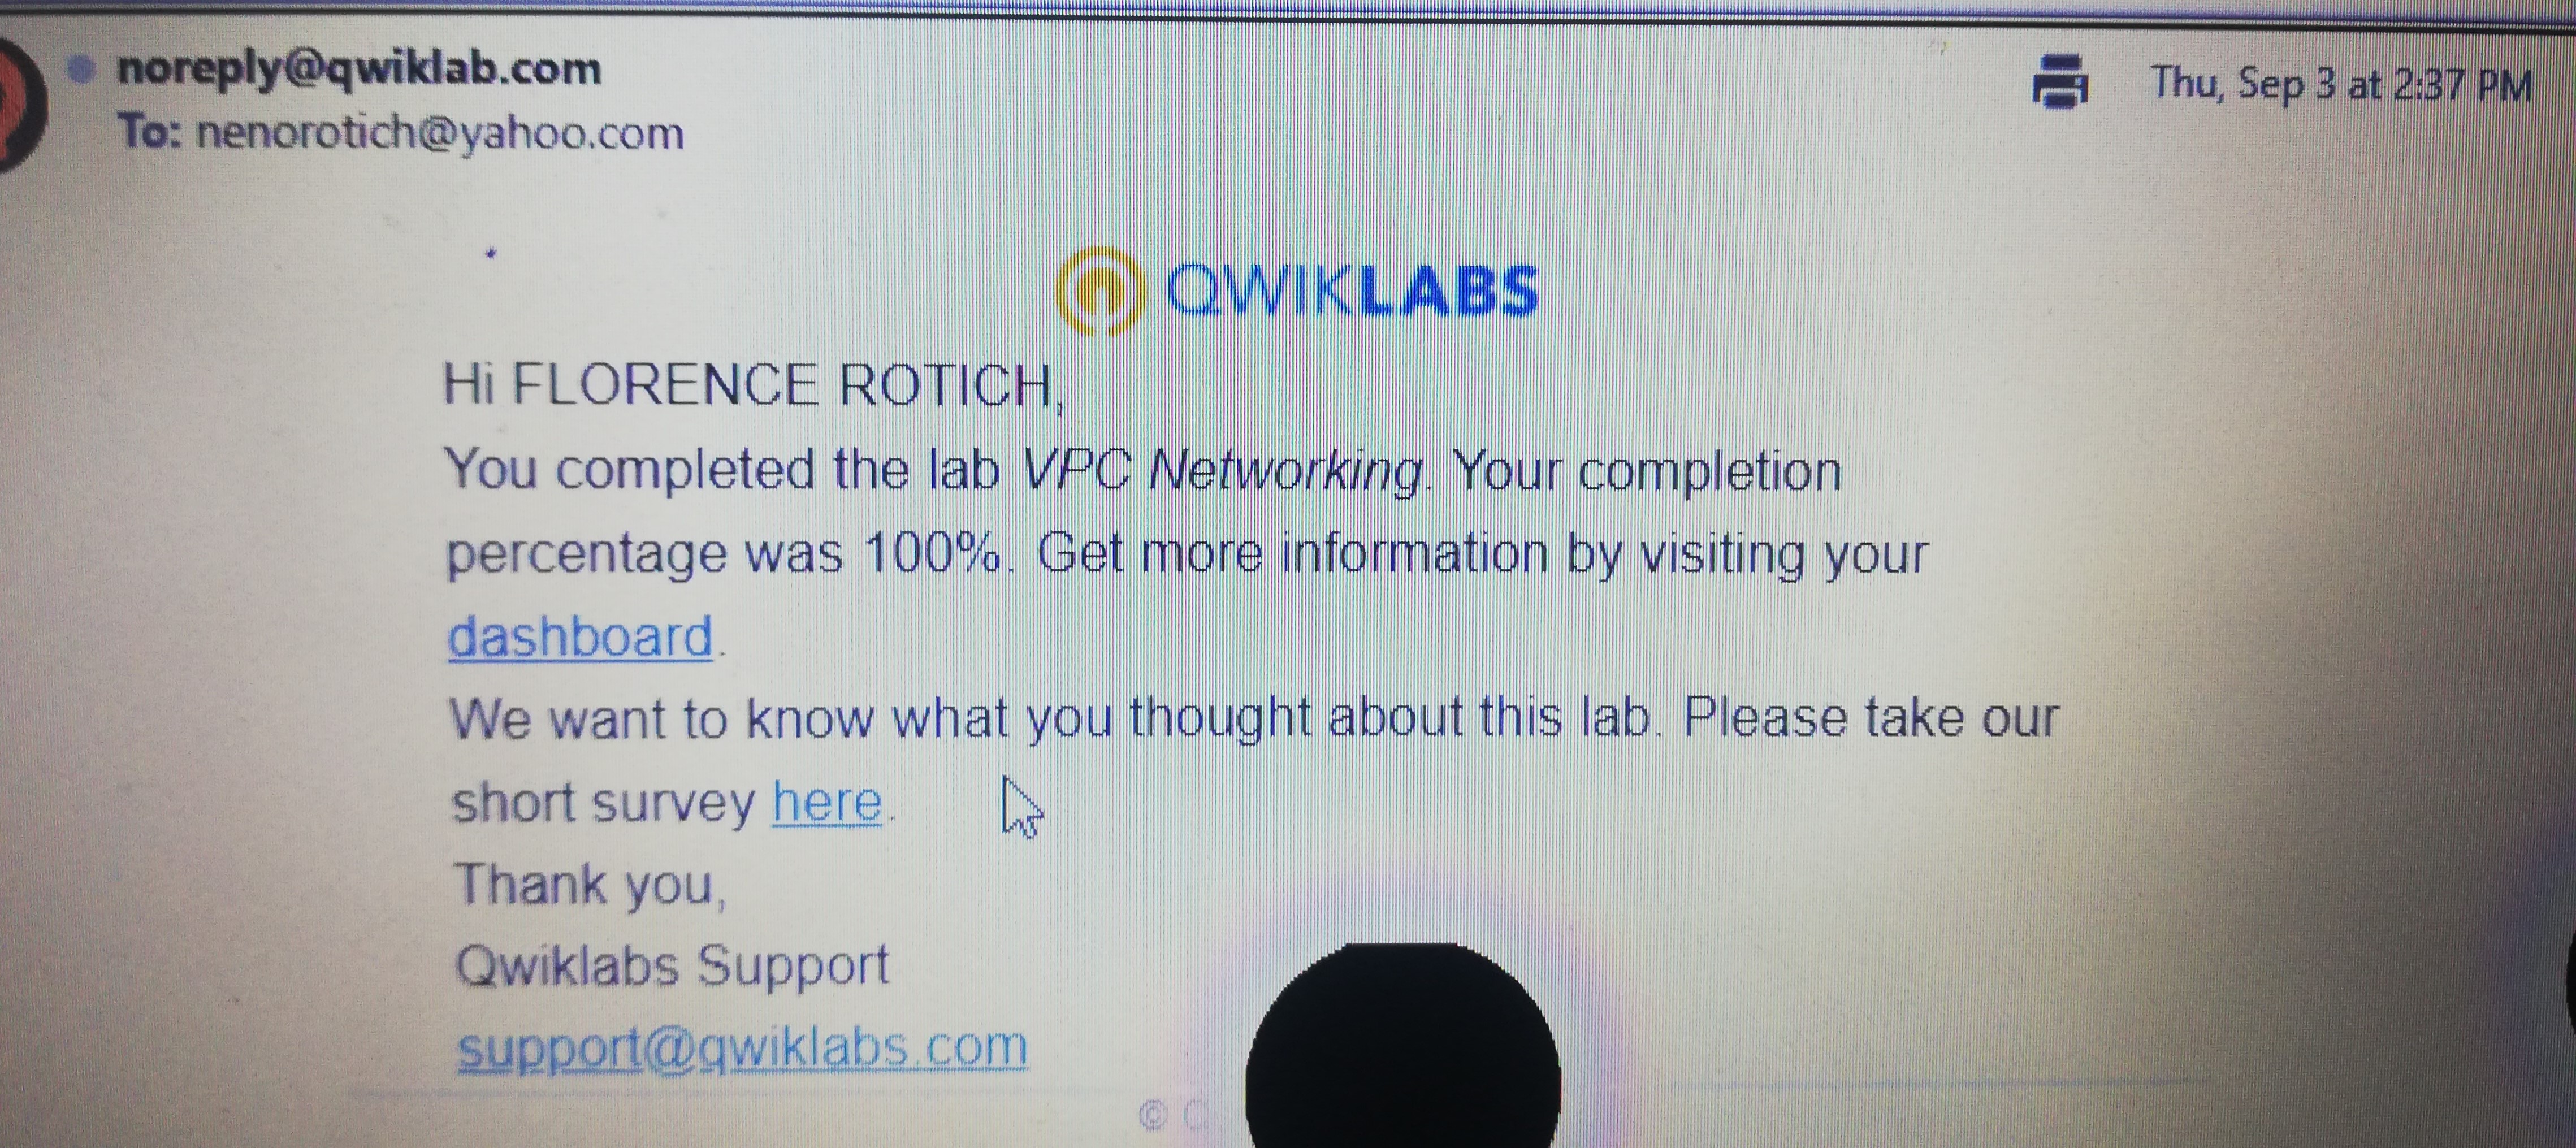 noreply@qwiklab.com
Thu, Sep 3 at 2:37 PM
To: nenorotich@yahoo.com
QWIKLABS
Hi FLORENCE ROTICH,
You completed the lab VPC Networking. Your completion
percentage was 100%. Get more information by visiting your
dashboard.
We want to know what you thought about this lab. Please take our
short survey here.
Thank you,
Qwiklabs Support
support@qwiklabs.com
©